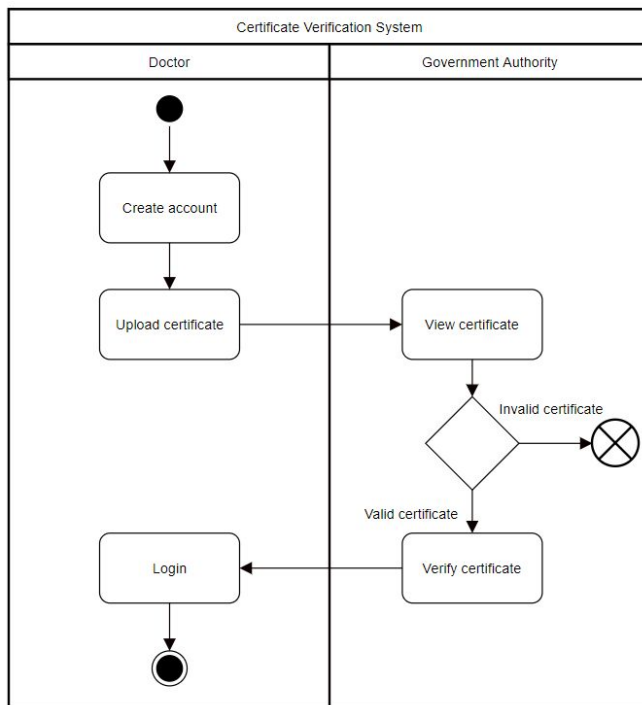 Certificate Verification System
Doctor
Government Authority
Create account
Upload certificate
View certificate
Invalid certificate
Valid certificate
Login
Verify certificate